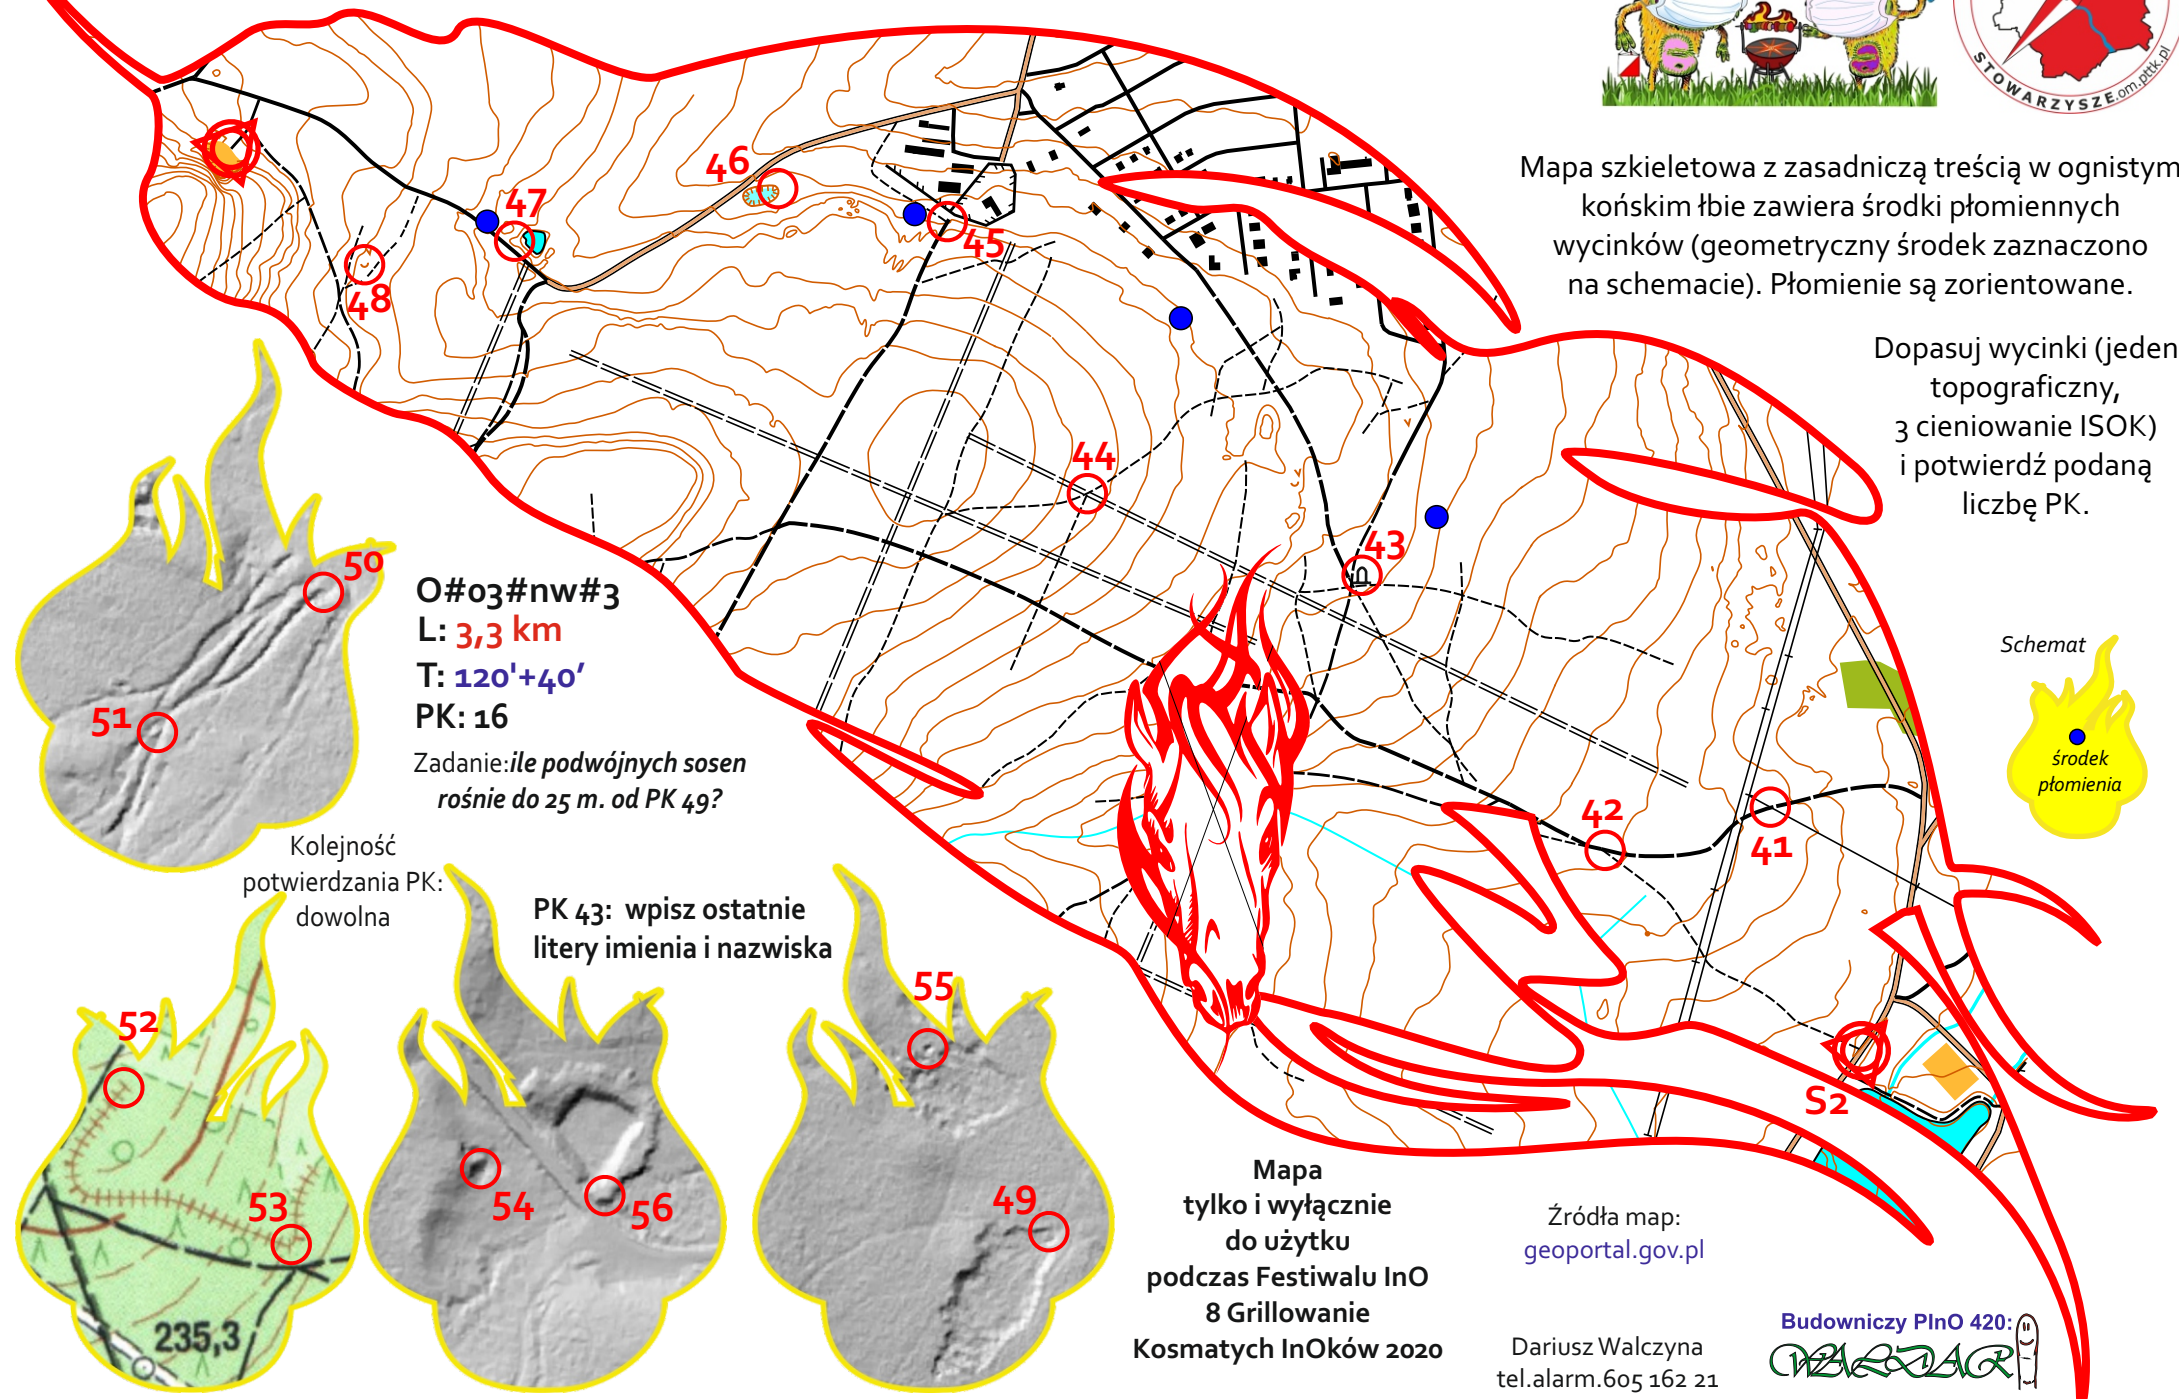 STOWARZYSZE.om.pttk.pl
Mapa szkieletowa z zasadniczą treścią w ognistym
końskim łbie zawiera środki płomiennych
wycinków (geometryczny środek zaznaczono
na schemacie). Płomienie są zorientowane.
Dopasuj wycinki (jeden
topograficzny,
3 cieniowanie ISOK)
i potwierdź podaną
liczbę PK.
46
47
45
48
44
43
42
41
S2
50
51
O#03#nw#3
L: 3,3 km
T: 120'+40'
PK: 16
Zadanie:ile podwójnych sosen
rośnie do 25 m. od PK 49?
Schemat
środek
płomienia
Kolejność
potwierdzania PK:
dowolna
PK 43: wpisz ostatnie
litery imienia i nazwiska
52
53
235,3
54
56
55
49
Mapa
tylko i wyłącznie
do użytku
podczas Festiwalu InO
8 Grillowanie
Kosmatych InOków 2020
Źródła map:
geoportal.gov.pl
Dariusz Walczyna
tel.alarm.605 162 21
Budowniczy PInO 420:
WALDAR